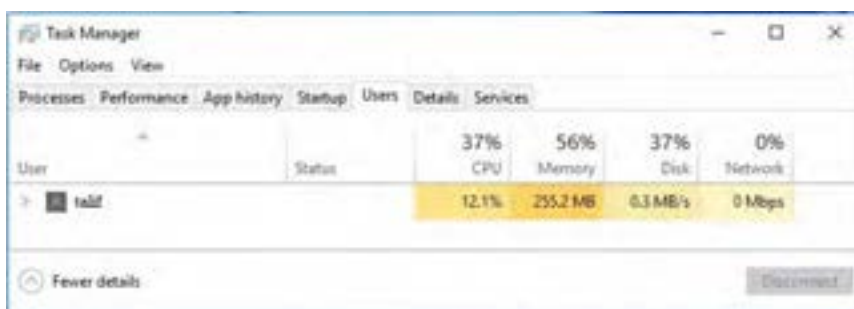 Task Manager
File Options View
Processes Performance App history Startup Users Details Services
37% 56% 37% 0%
User Status CPU Memory Disk Network
> talif 12.1% 255.2 MB 0.3 MB/s 0 Mbps
Fewer details Disconnect